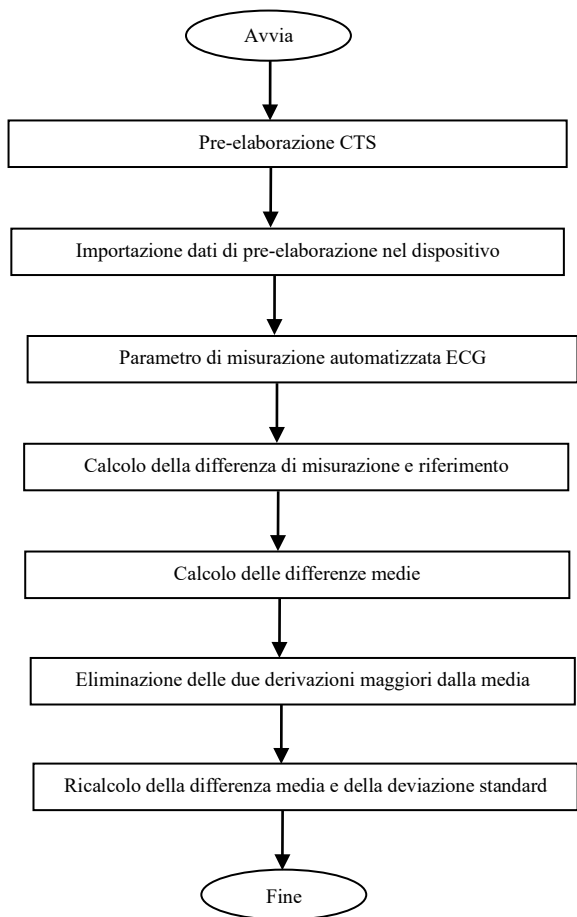 Avvia
Pre-elaborazione CTS
Importazione dati di pre-elaborazione nel dispositivo
Parametro di misurazione automatizzata ECG
Calcolo della differenza di misurazione e riferimento
Calcolo delle differenze medie
Eliminazione delle due derivazioni maggiori dalla media
Ricalcolo della differenza media e della deviazione standard
Fine